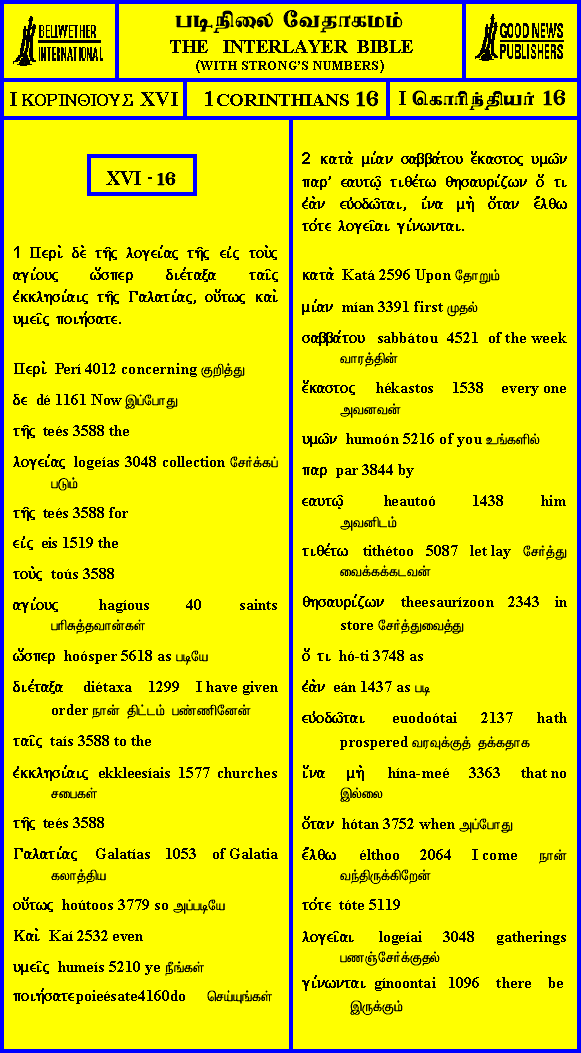 BELLWETHER
INTERNATIONAL
படிநிலை வேதாகமம்
THE INTERLAYER BIBLE
(WITH STRONG'S NUMBERS)
GOOD NEWS
PUBLISHERS
I ΚΟΡΙΝΘΙΟΥΣ XVI
1 CORINTHIANS 16
I கொரிந்தியர் 16
XVI - 16
1 Περὶ δὲ τῆς λογείας τῆς εἰς τοὺς
αγίους ὥσπερ διέταξα ταῖς
ἐκκλησίαις τῆς Γαλατίας, οὕτως καὶ
υμεῖς ποιήσατε.
Περὶ Perí 4012 concerning குறித்து
δε dé 1161 Now இப்போது
τῆς teés 3588 the
λογείας logeías 3048 collection சேர்க்கப்
படும்
τῆς teés 3588 for
εἰς eis 1519 the
τοὺς toús 3588
αγίους hagíous 40 saints
பரிசுத்தவான்கள்
ὥσπερ hoósper 5618 as படியே
διέταξα diétaxa 1299 I have given
order நான் திட்டம் பண்ணினேன்
ταῖς taís 3588 to the
ἐκκλησίαις ekkleesíais 1577 churches
சபைகள்
τῆς teés 3588
Γαλατίας Galatías 1053 of Galatia
கலாத்திய
οὕτως hoútoos 3779 so அப்படியே
Καὶ Kaí 2532 even
υμεῖς humeís 5210 ye நீங்கள்
ποιήσατε poieésate4160do செய்யுங்கள்
2 κατὰ μίαν σαββάτου ἕκαστος υμῶν
παρ' εαυτῷ τιθέτω θησαυρίζων ὅ τι
ἐὰν εὐοδῶται, ἵνα μὴ ὅταν ἔλθω
τότε λογεῖαι γίνωνται.
κατὰ Katá 2596 Upon தோறும்
μίαν mían 3391 first முதல்
σαββάτου sabbátou 4521 of the week
வாரத்தின்
ἕκαστος hékastos 1538 every one
அவனவன்
υμῶν humoón 5216 of you உங்களில்
παρ par 3844 by
εαυτῷ heautoó 1438 him
அவனிடம்
τιθέτω tithétoo 5087 let lay சேர்த்து
வைக்கக்கடவன்
θησαυρίζων theesaurízoon 2343 in
store சேர்த்துவைத்து
ὅ τι hó-ti 3748 as
ἐὰν eán 1437 as படி
εὐοδῶται euodoótai 2137 hath
prospered வரவுக்குத் தக்கதாக
ἵνα μὴ hína-meé 3363 that no
இல்லை
ὅταν hótan 3752 when அப்போது
ἔλθω élthoo 2064 I come நான்
வந்திருக்கிறேன்
τότε tóte 5119
λογεῖαι logeíai 3048 gatherings
பணஞ்சேர்க்குதல்
γίνωνται gínoontai 1096 there be
இருக்கும்